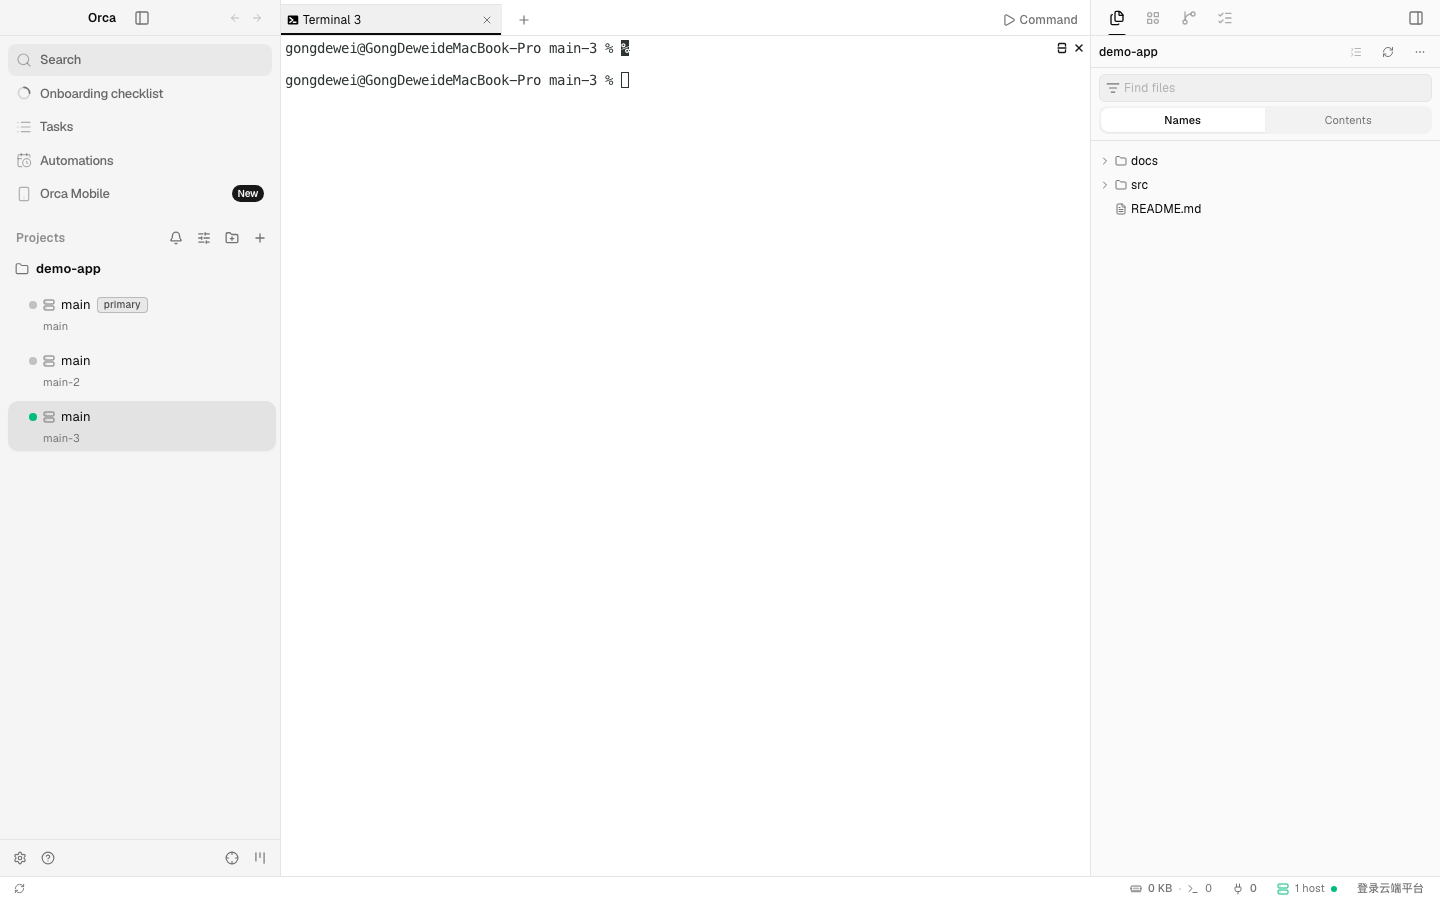 Orca
Search
Onboarding checklist
Tasks
Automations
Orca Mobile New
Projects
demo-app
main primary
main
main
main-2
main
main-3
Terminal 3
Command
gongdewei@GongDeweideMacBook-Pro main-3 % %
gongdewei@GongDeweideMacBook-Pro main-3 %
demo-app
Find files
Names Contents
docs
src
README.md
0 KB · 0 0 1 host 登录云端平台